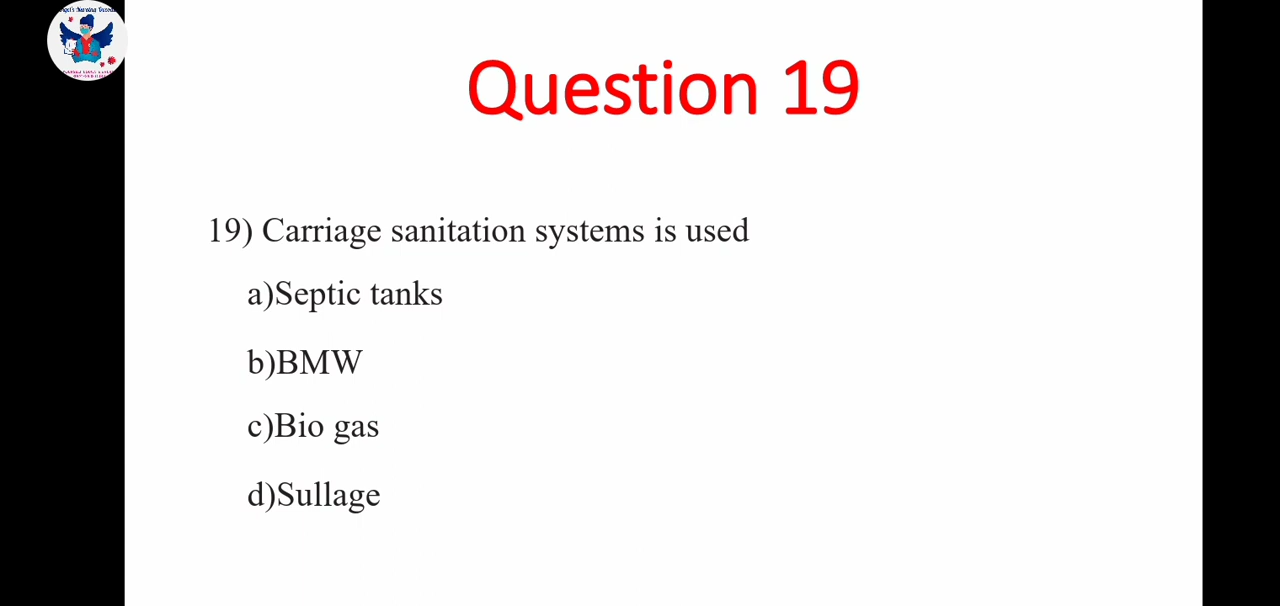 Question 19
19) Carriage sanitation systems is used
a)Septic tanks
b)BMW
c)Bio gas
d)Sullage